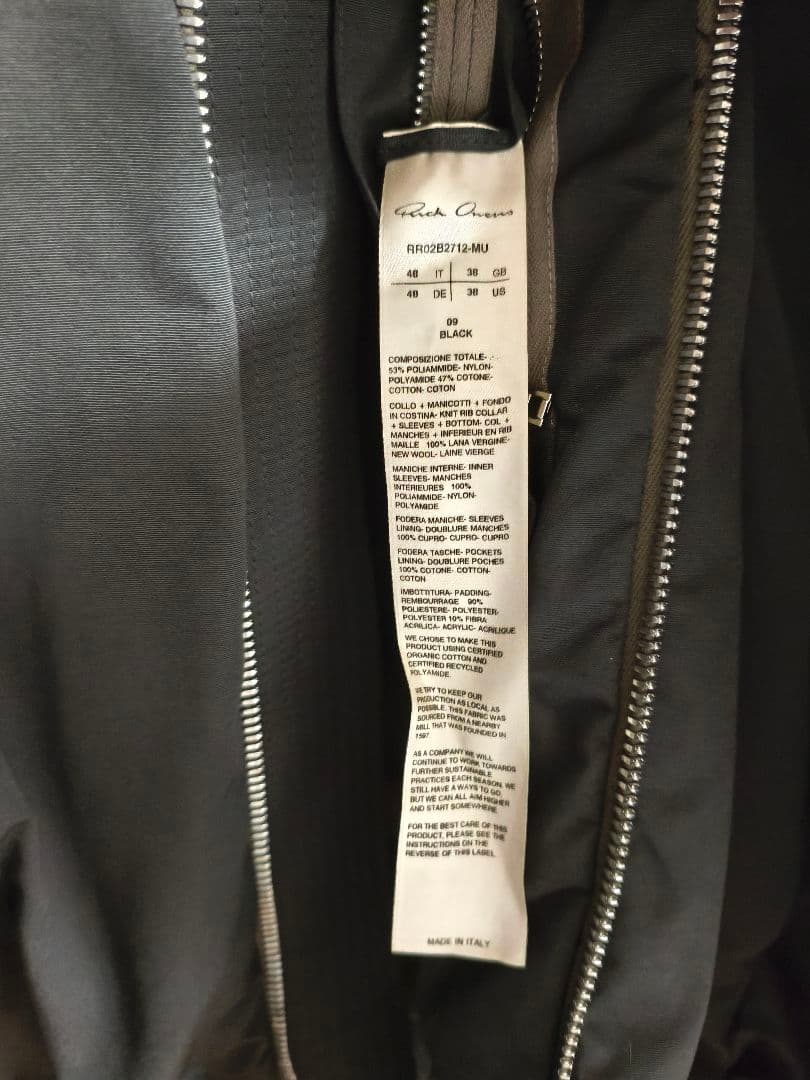 Rick Owens
RR02B2712-MU
48 IT 38 GB
48 DE 38 US
09
BLACK
COMPOSIZIONE TOTALE-
53% POLIAMMIDE- NYLON-
POLYAMIDE 47% COTONE-
COTTON- COTON
COLLO + MANICOTTI + FONDO
IN COSTINA- KNIT RIB COLLAR
+ SLEEVES + BOTTOM- COL +
MANCHES + INFERIEUR EN RIB
MAILLE 100% LANA VERGINE-
NEW WOOL- LAINE VIERGE
MANICHE INTERNE- INNER
SLEEVES- MANCHES
INTERIEURES 100%
POLIAMMIDE- NYLON-
POLYAMIDE
FODERA MANICHE- SLEEVES
LINING- DOUBLURE MANCHES
100% CUPRO- CUPRO- CUPRO
FODERA TASCHE- POCKETS
LINING- DOUBLURE POCHES
100% COTONE- COTTON-
COTON
IMBOTTITURA- PADDING-
REMBOURRAGE 90%
POLIESTERE- POLYESTER-
POLYESTER 10% FIBRA
ACRILICA- ACRYLIC- ACRILIQUE
WE CHOSE TO MAKE THIS
PRODUCT USING CERTIFIED
ORGANIC COTTON AND
CERTIFIED RECYCLED
POLYAMIDE.
WE TRY TO KEEP OUR
PRODUCTION AS LOCAL AS
POSSIBLE. THIS FABRIC WAS
SOURCED FROM A NEARBY
MILL THAT WAS FOUNDED IN
AS A COMPANY WE WILL
CONTINUE TO WORK TOWARDS
FURTHER SUSTAINABLE
PRACTICES EACH SEASON. WE
STILL HAVE A WAYS TO GO,
BUT WE CAN ALL AIM HIGHER
AND START SOMEWHERE.
FOR THE BEST CARE OF THIS
PRODUCT, PLEASE SEE THE
INSTRUCTIONS ON THE
REVERSE OF THIS LABEL.
MADE IN ITALY